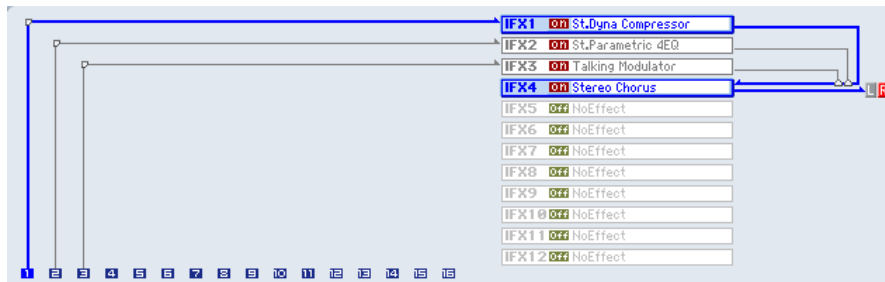 IFX1 On St.Dyna Compressor
IFX2 On St.Parametric 4EQ
IFX3 On Talking Modulator
IFX4 On Stereo Chorus
L R
IFX5 Off NoEffect
IFX6 Off NoEffect
IFX7 Off NoEffect
IFX8 Off NoEffect
IFX9 Off NoEffect
IFX10 Off NoEffect
IFX11 Off NoEffect
IFX12 Off NoEffect
1 2 3 4 5 6 7 8 9 10 11 12 13 14 15 16